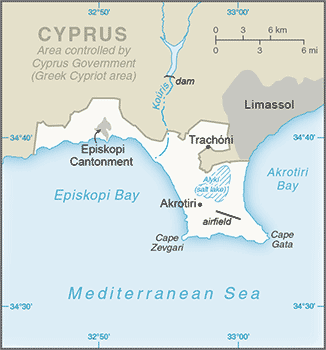 32°50'
33°00'
CYPRUS
Area controlled by
Cyprus Government
(Greek Cypriot area)
0 3 6 km
0 3 6 mi
Koúris
dam
Limassol
34°40'
34°40'
Trachóni
Episkopi
Cantonment
Akrotiri
Bay
Alykí
(salt lake)
Episkopi Bay
Akrotiri
airfield
Cape
Zevgari
Cape
Gata
Mediterranean Sea
34°30'
34°30'
32°50'
33°00'